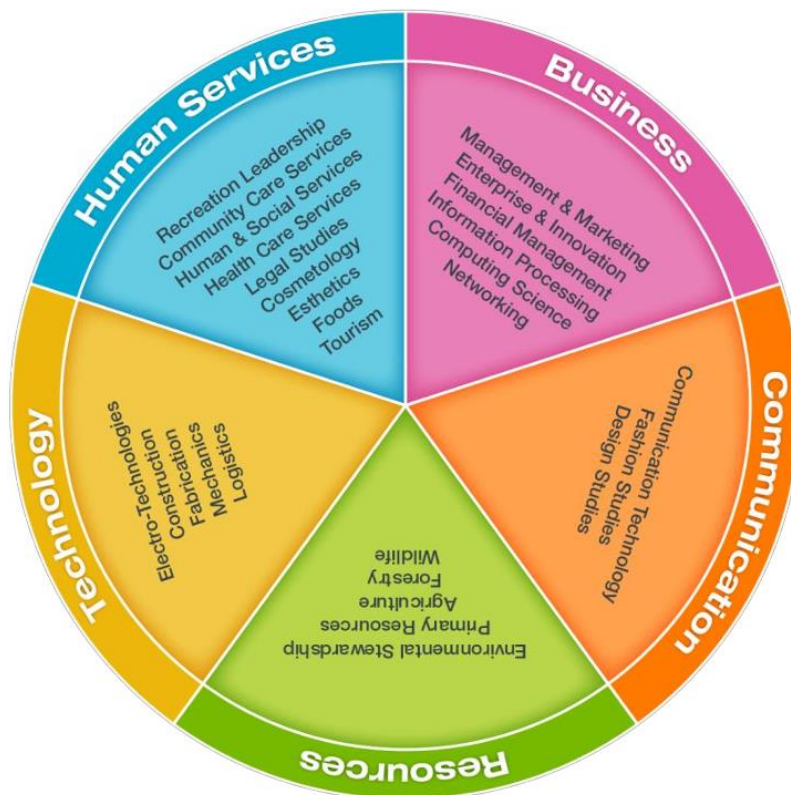 Human Services
Recreation Leadership
Community Care Services
Human & Social Services
Health Care Services
Legal Studies
Cosmetology
Esthetics
Foods
Tourism
Business
Management & Marketing
Enterprise & Innovation
Financial Management
Information Processing
Computing Science
Networking
Communication
Communication Technology
Fashion Studies
Design Studies
Resources
Environmental Stewardship
Primary Resources
Agriculture
Forestry
Wildlife
Technology
Electro-Technologies
Construction
Fabrication
Mechanics
Logistics